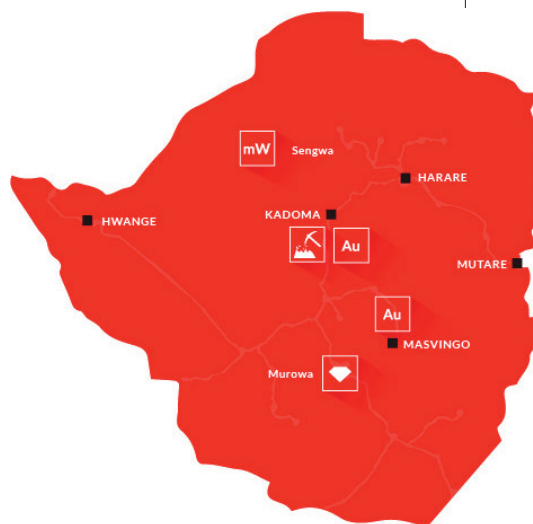 mW Sengwa
HARARE
KADOMA
HWANGE
Au
MUTARE
Au
MASVINGO
Murowa